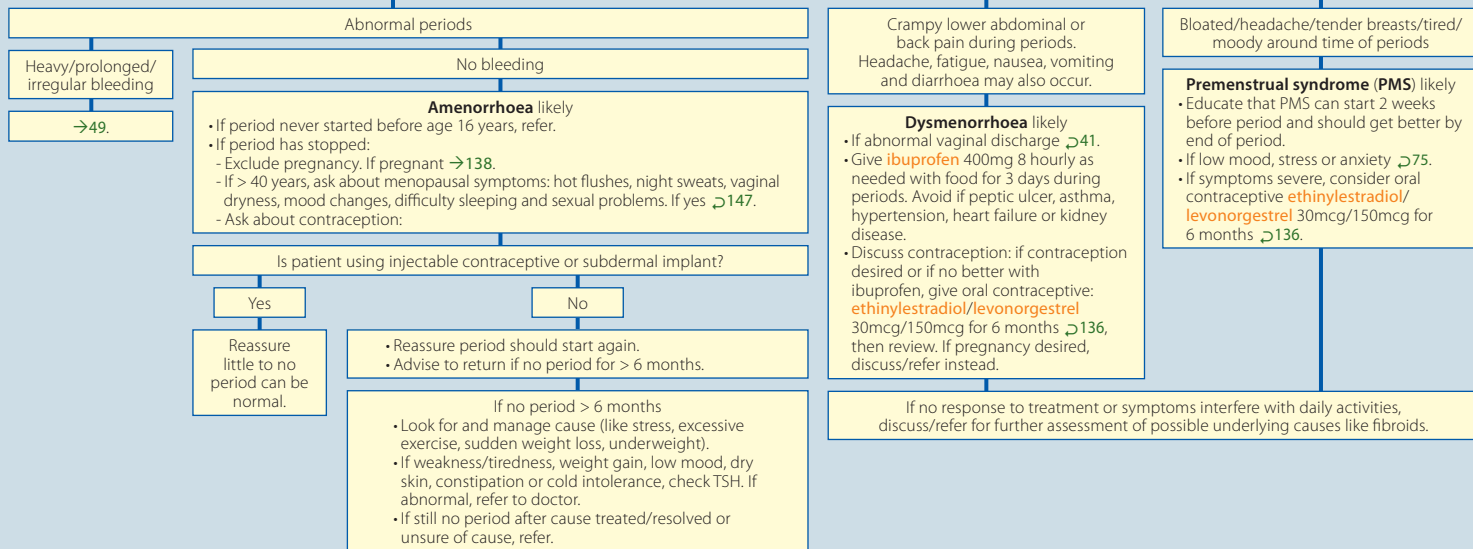 Abnormal periods
Heavy/prolonged/
irregular bleeding
→49.
No bleeding
Amenorrhoea likely
• If period never started before age 16 years, refer.
• If period has stopped:
- Exclude pregnancy. If pregnant →138.
- If > 40 years, ask about menopausal symptoms: hot flushes, night sweats, vaginal
dryness, mood changes, difficulty sleeping and sexual problems. If yes ⮌147.
- Ask about contraception:
Is patient using injectable contraceptive or subdermal implant?
Yes
Reassure
little to no
period can be
normal.
No
• Reassure period should start again.
• Advise to return if no period for > 6 months.
If no period > 6 months
• Look for and manage cause (like stress, excessive
exercise, sudden weight loss, underweight).
• If weakness/tiredness, weight gain, low mood, dry
skin, constipation or cold intolerance, check TSH. If
abnormal, refer to doctor.
• If still no period after cause treated/resolved or
unsure of cause, refer.
Crampy lower abdominal or
back pain during periods.
Headache, fatigue, nausea, vomiting
and diarrhoea may also occur.
Dysmenorrhoea likely
• If abnormal vaginal discharge ⮌41.
• Give ibuprofen 400mg 8 hourly as
needed with food for 3 days during
periods. Avoid if peptic ulcer, asthma,
hypertension, heart failure or kidney
disease.
• Discuss contraception: if contraception
desired or if no better with
ibuprofen, give oral contraceptive:
ethinylestradiol/levonorgestrel
30mcg/150mcg for 6 months ⮌136,
then review. If pregnancy desired,
discuss/refer instead.
Bloated/headache/tender breasts/tired/
moody around time of periods
Premenstrual syndrome (PMS) likely
• Educate that PMS can start 2 weeks
before period and should get better by
end of period.
• If low mood, stress or anxiety ⮌75.
• If symptoms severe, consider oral
contraceptive ethinylestradiol/
levonorgestrel 30mcg/150mcg for
6 months ⮌136.
If no response to treatment or symptoms interfere with daily activities,
discuss/refer for further assessment of possible underlying causes like fibroids.